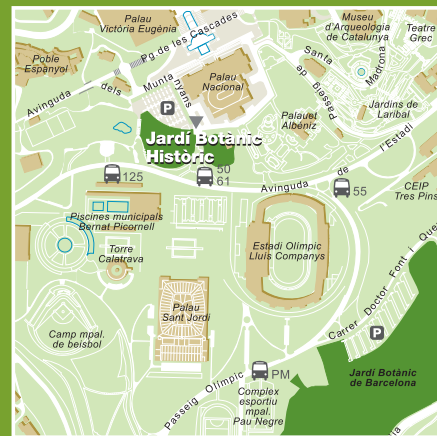 Palau
Victòria Eugènia
Pg de les Cascades
Museu
d'Arqueologia
de Catalunya
Teatre
Grec
Poble
Espanyol
Avinguda dels Muntanyans
Palau
Nacional
Santa
Madrona
Passeig de
P
Palauet
Albéniz
Jardins de
Laribal
Jardí Botànic
Històric
Avinguda de l'Estadi
125
50
61
55
CEIP
Tres Pins
Piscines municipals
Bernat Picornell
Torre
Calatrava
Estadi Olímpic
Lluís Companys
Palau
Sant Jordi
Camp mpal.
de beisbol
Carrer Doctor Font i Que
P
Passeig Olímpic
PM
Jardí Botànic
de Barcelona
Complex
esportiu
mpal.
Pau Negre